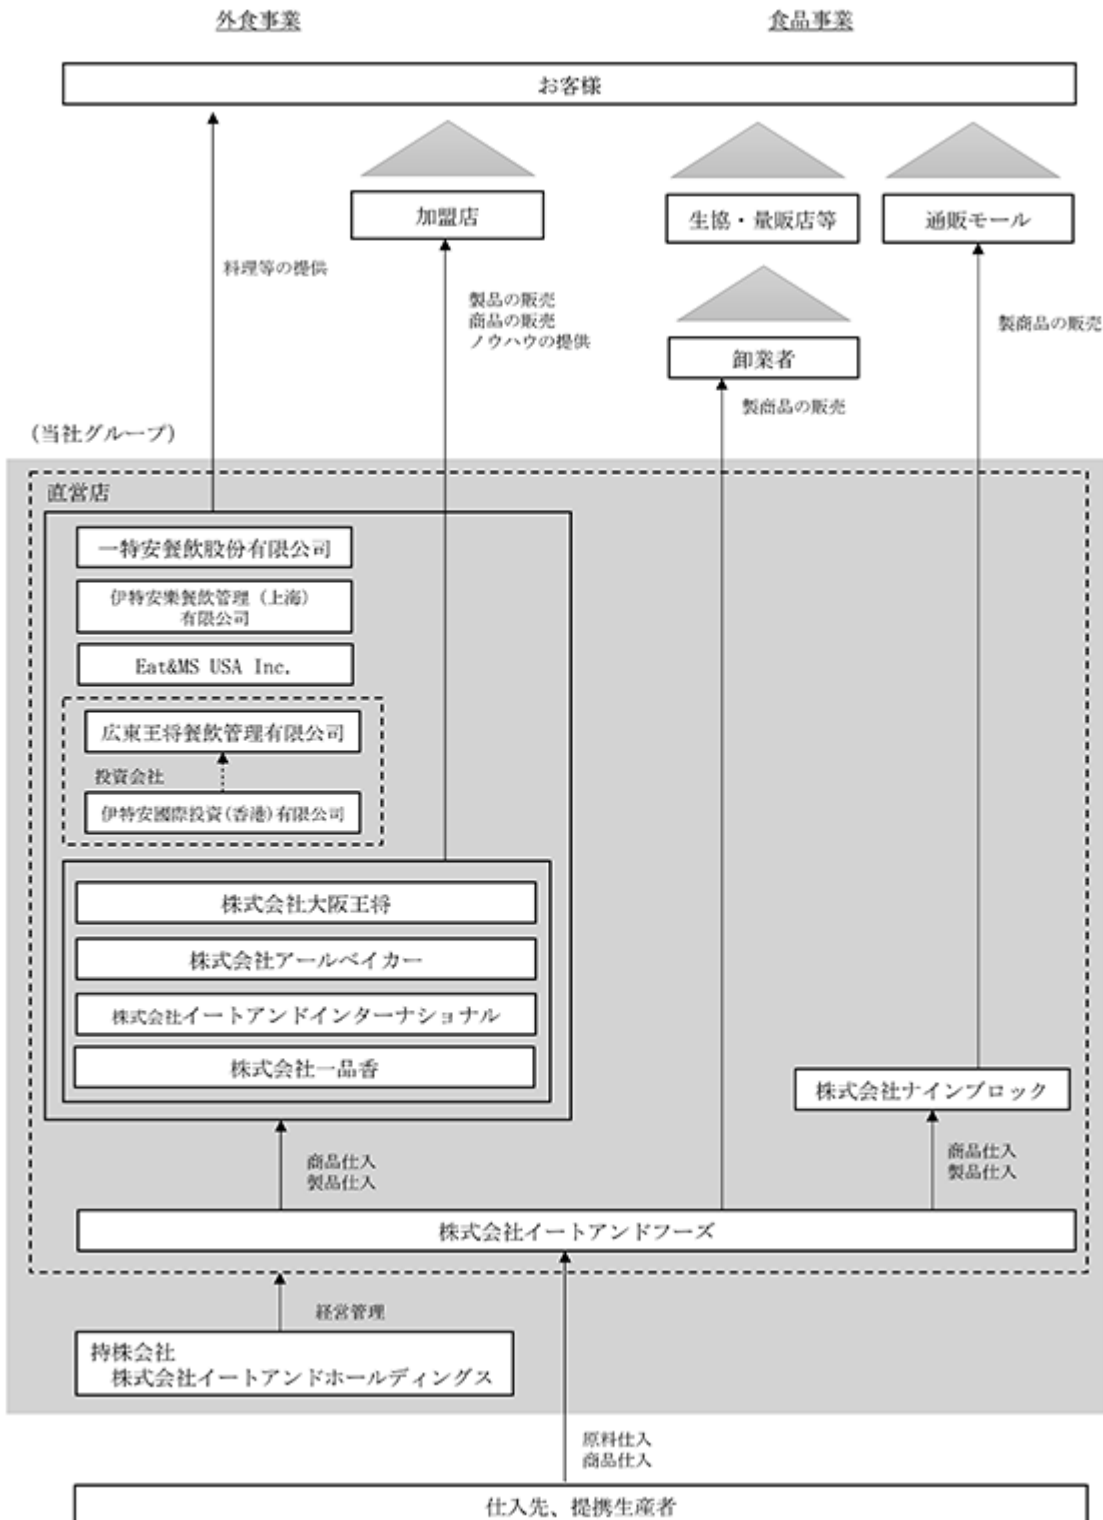 外食事業
食品事業
お客様
加盟店
生協・量販店等
通販モール
料理等の提供
製品の販売
商品の販売
ノウハウの提供
製商品の販売
卸業者
製商品の販売
(当社グループ)
直営店
一特安餐飲股份有限公司
伊特安樂餐飲管理（上海）
有限公司
Eat&MS USA Inc.
広東王将餐飲管理有限公司
投資会社
伊特安國際投資(香港)有限公司
株式会社大阪王将
株式会社アールベイカー
株式会社イートアンドインターナショナル
株式会社一品香
株式会社ナインブロック
商品仕入
製品仕入
商品仕入
製品仕入
株式会社イートアンドフーズ
経営管理
持株会社
株式会社イートアンドホールディングス
原料仕入
商品仕入
仕入先、提携生産者